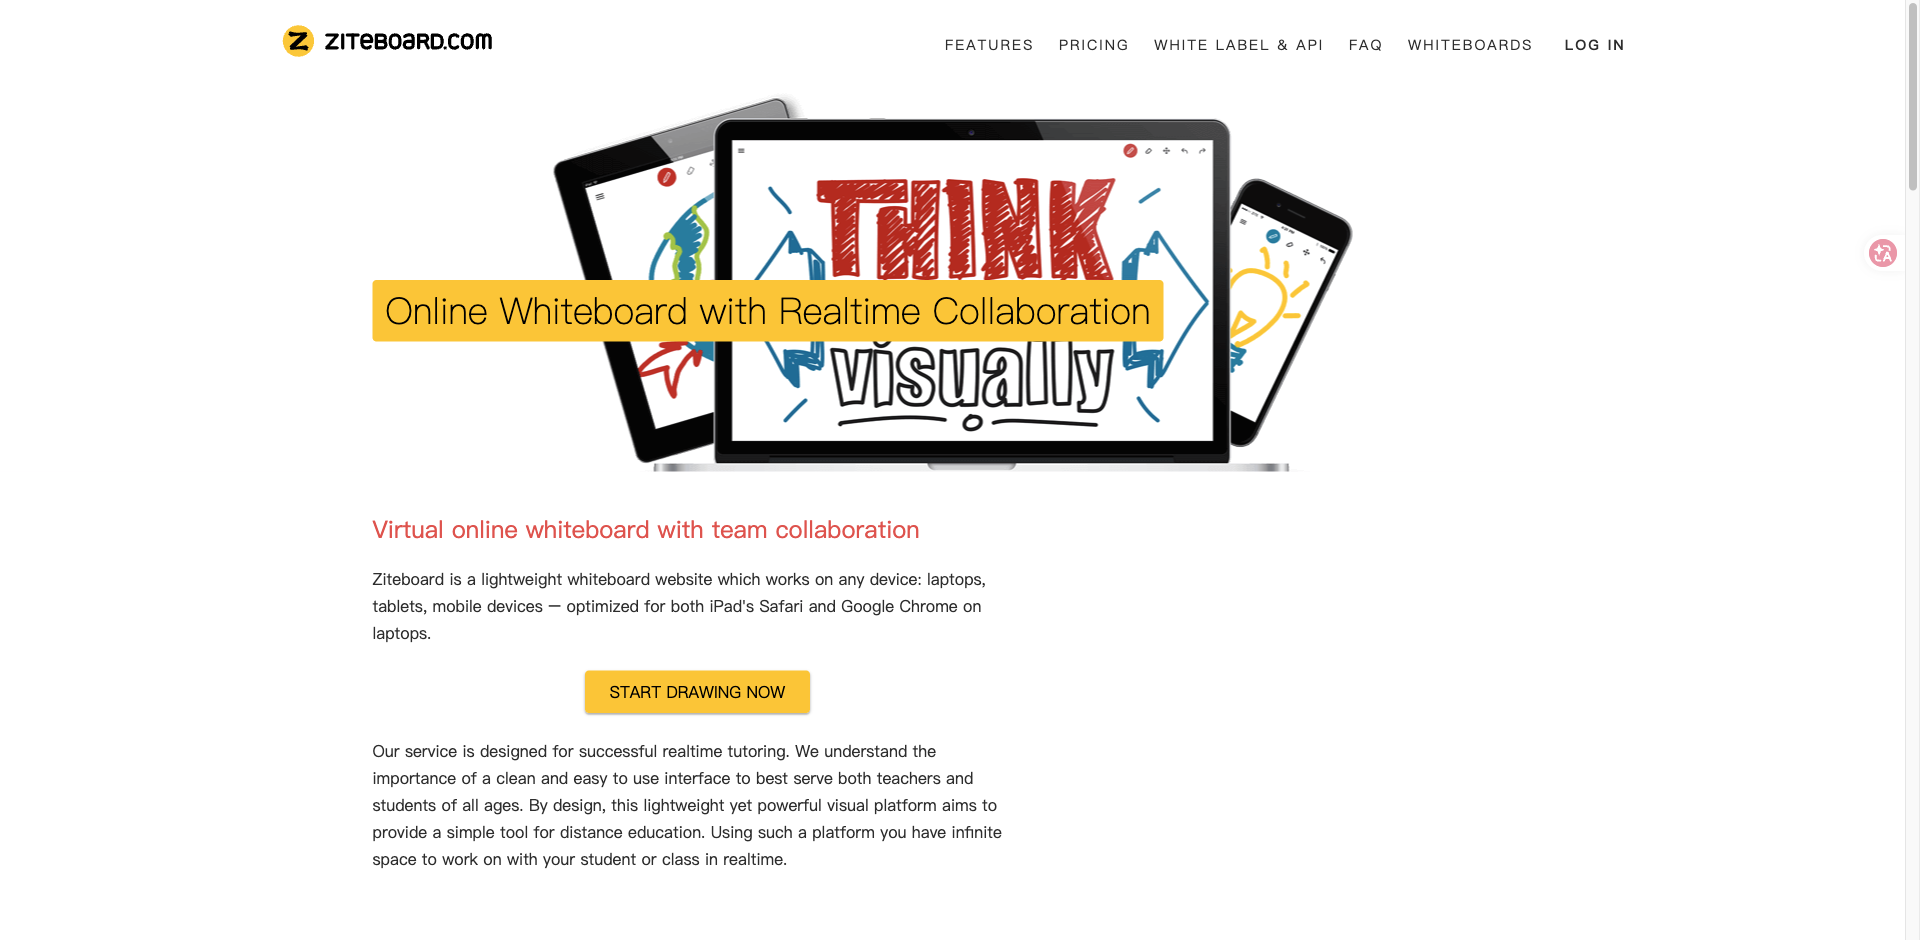 ZITEBOARD.COM
FEATURES PRICING WHITE LABEL & API FAQ WHITEBOARDS LOG IN
THINK
Online Whiteboard with Realtime Collaboration
visually
Virtual online whiteboard with team collaboration
Ziteboard is a lightweight whiteboard website which works on any device: laptops,
tablets, mobile devices — optimized for both iPad's Safari and Google Chrome on
laptops.
START DRAWING NOW
Our service is designed for successful realtime tutoring. We understand the
importance of a clean and easy to use interface to best serve both teachers and
students of all ages. By design, this lightweight yet powerful visual platform aims to
provide a simple tool for distance education. Using such a platform you have infinite
space to work on with your student or class in realtime.